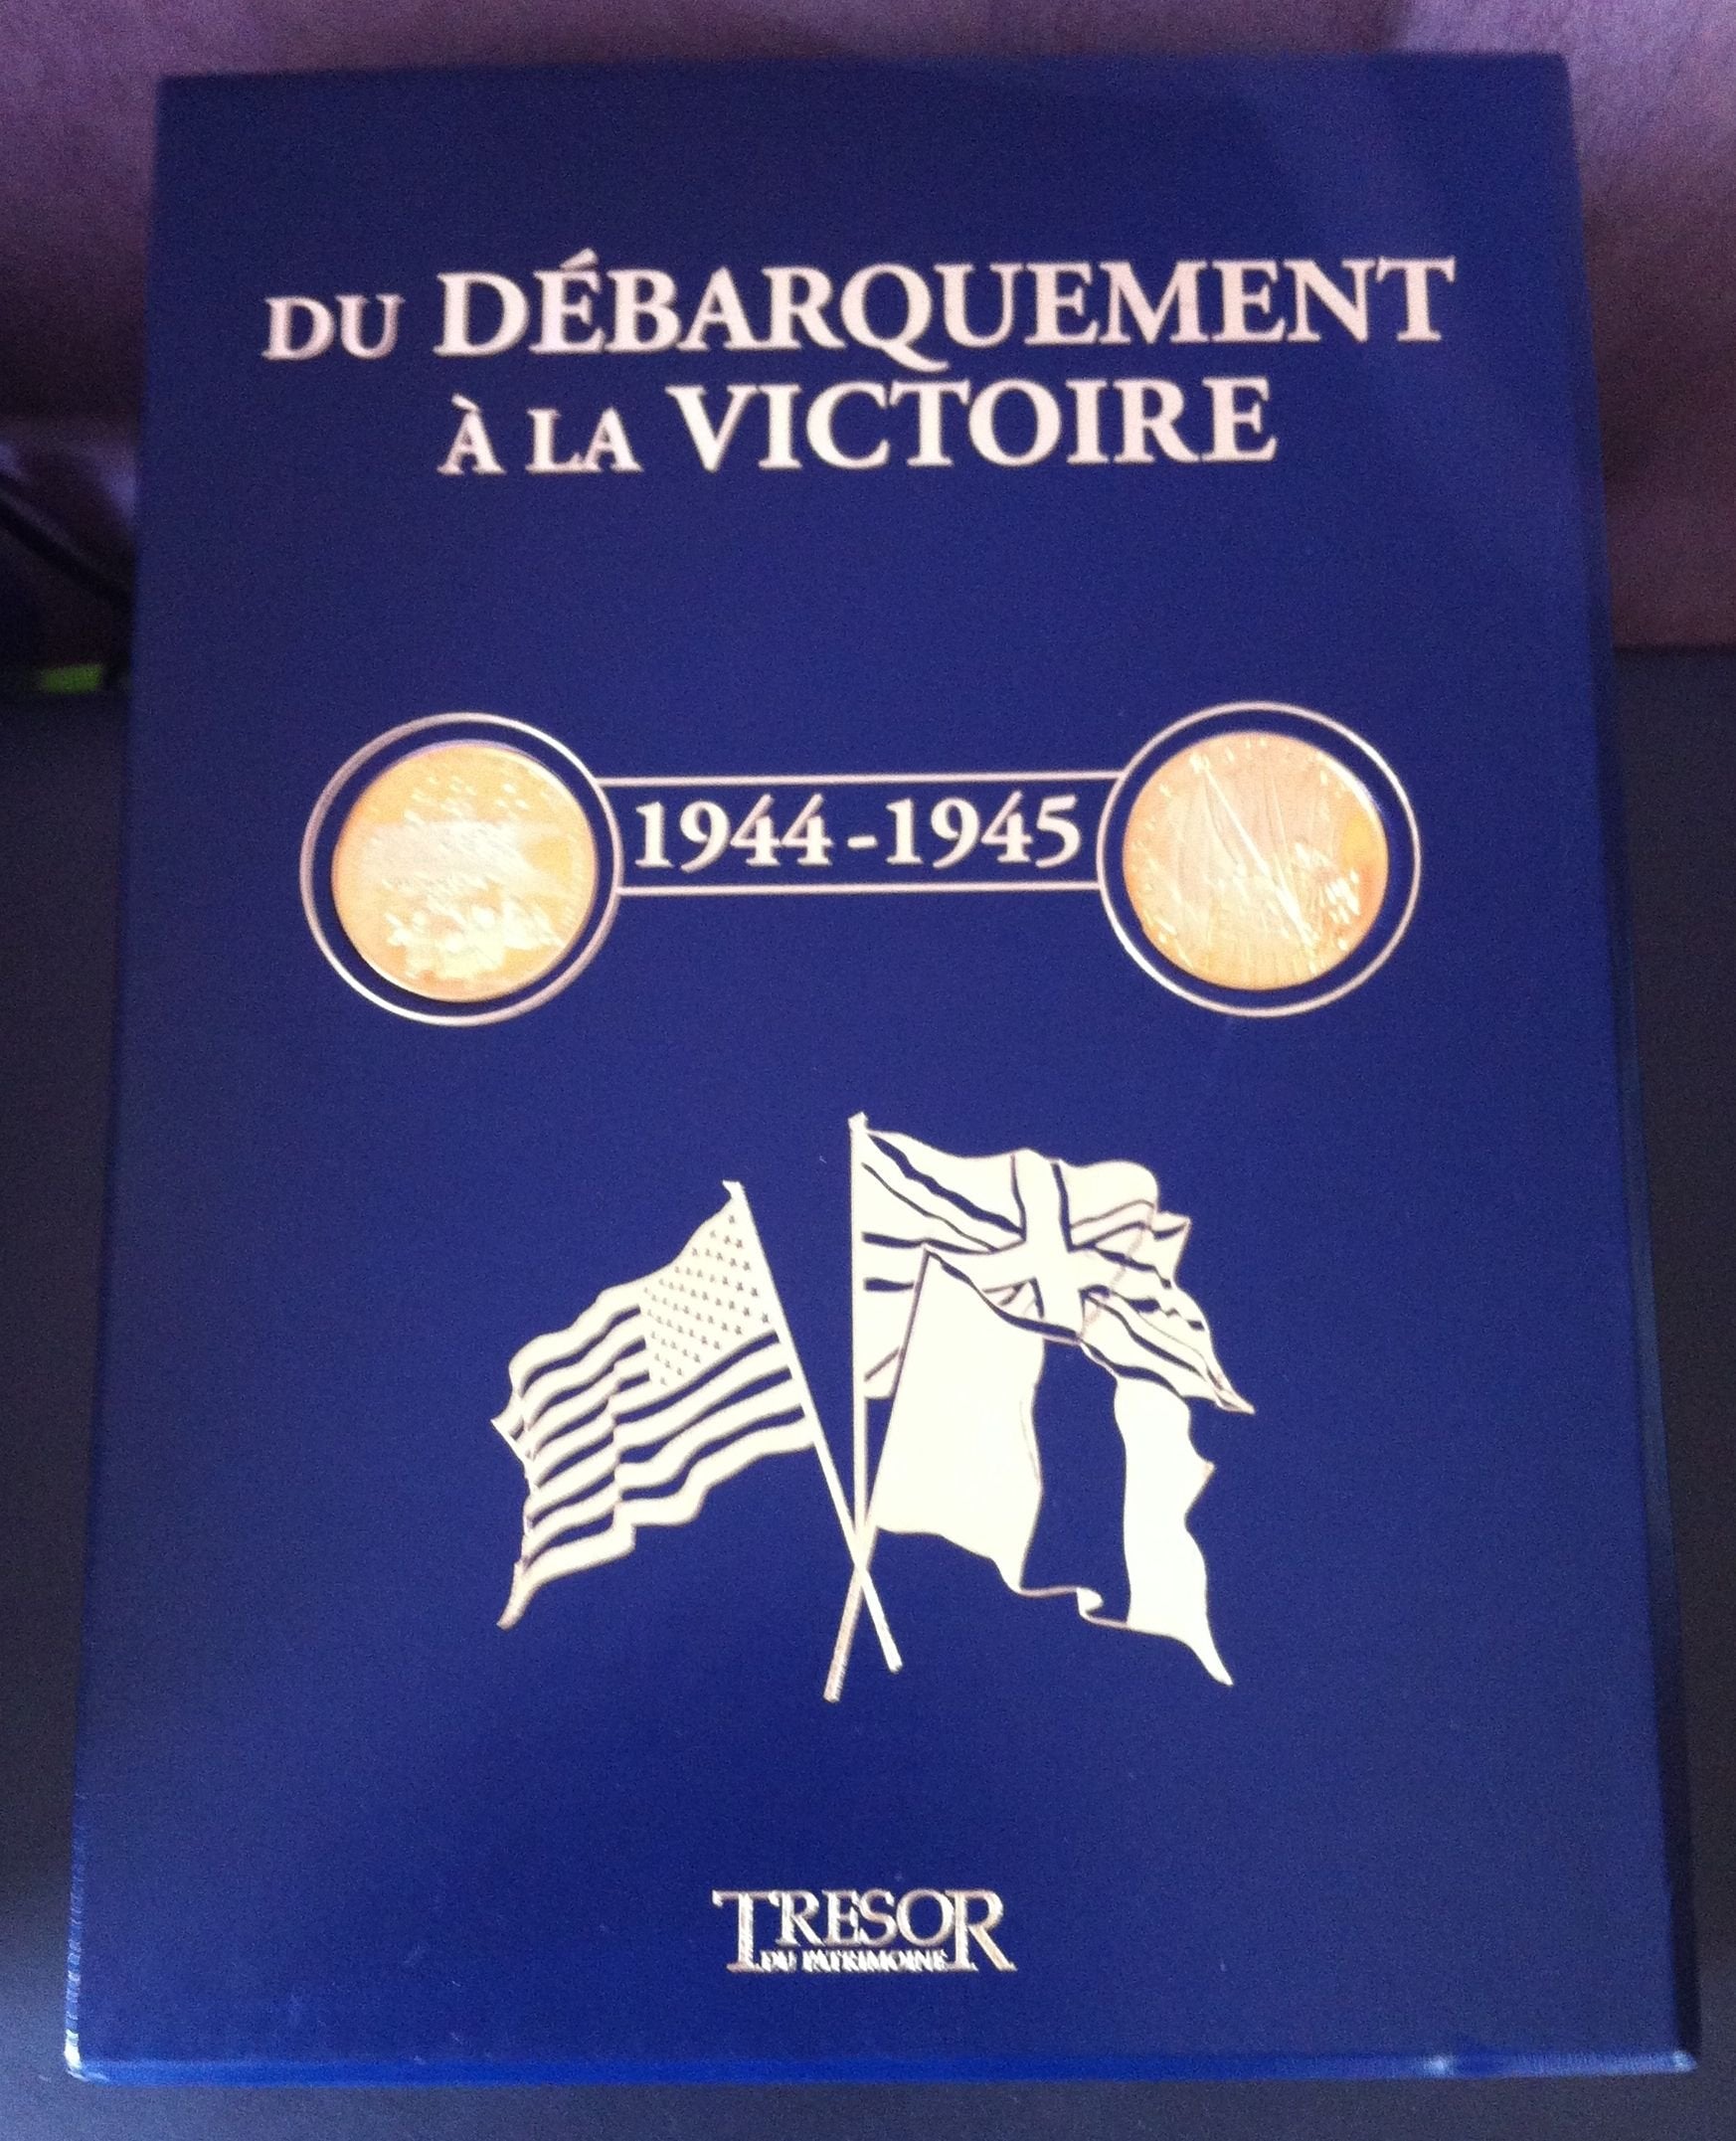 DU DÉBARQUEMENT
À LA VICTOIRE
1944-1945
TRESOR
DU PATRIMOINE